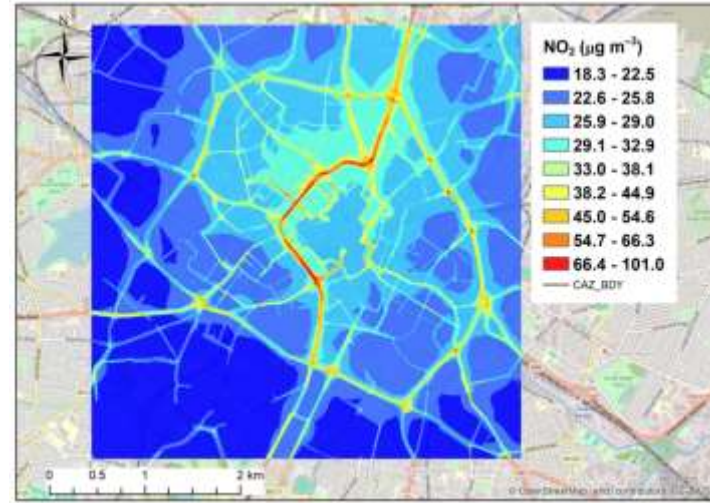 N
NO₂ (µg m⁻³)
18.3 - 22.5
22.6 - 25.8
25.9 - 29.0
29.1 - 32.9
33.0 - 38.1
38.2 - 44.9
45.0 - 54.6
54.7 - 66.3
66.4 - 101.0
CAZ_BDY
0 0.5 1 2 km